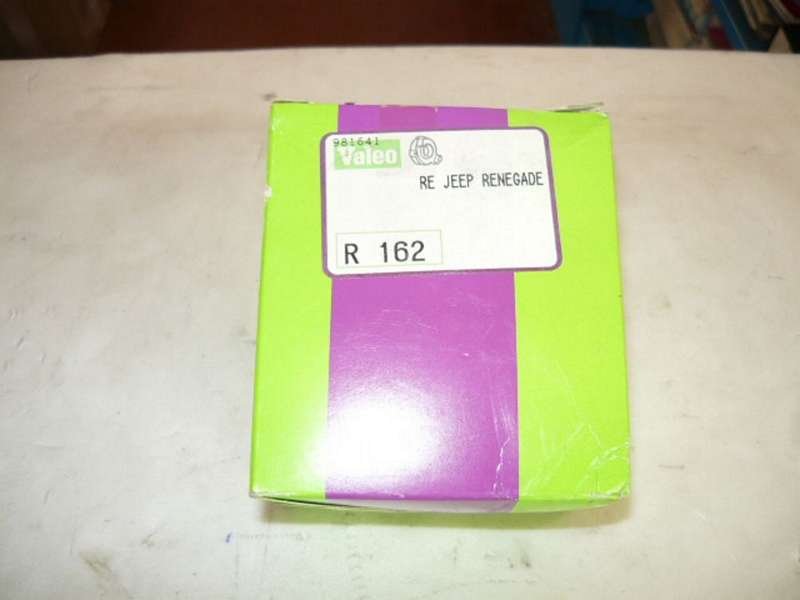 981641
Valeo
RE JEEP RENEGADE
R 162